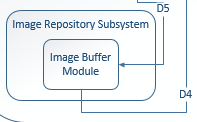 D5
Image Repository Subsystem
Image Buffer
Module
D4